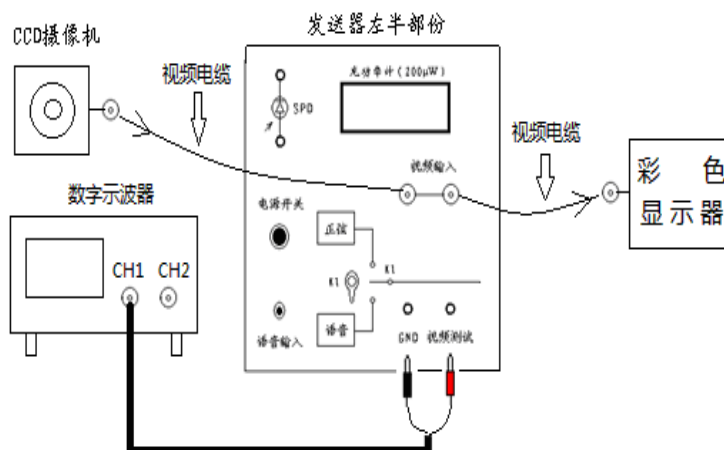 发送器左半部份
CCD摄像机
视频电缆
光功率计(200μW)
SPD
视频电缆
视频输入
彩 色
显示器
数字示波器
电源开关
正弦
CH1 CH2
K1
K1
语音
语音输入
GND 视频测试